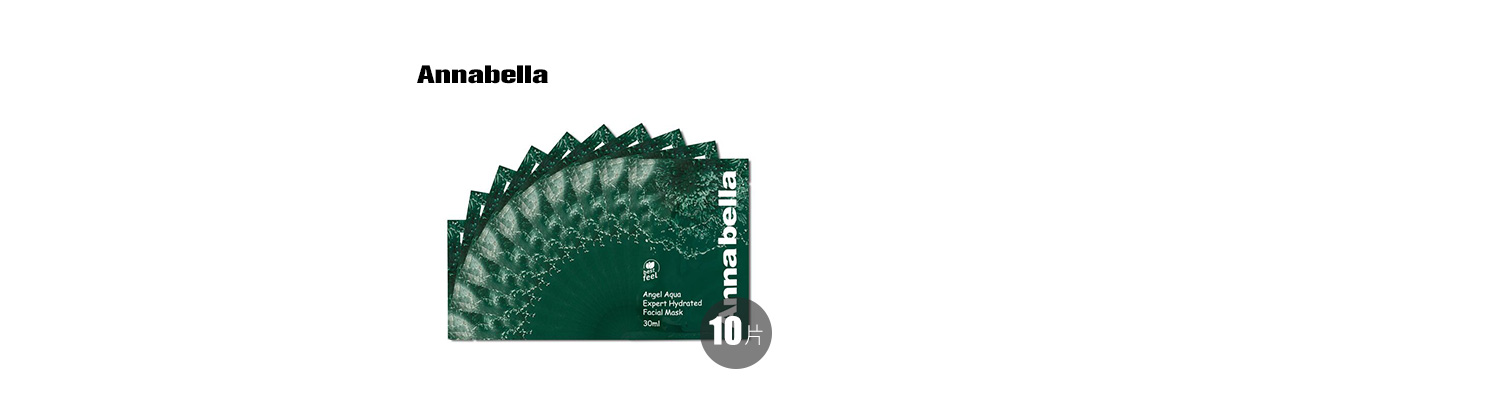 Annabella
Annabella
best
feel
Angel Aqua
Expert Hydrated
Facial Mask
30ml
10片